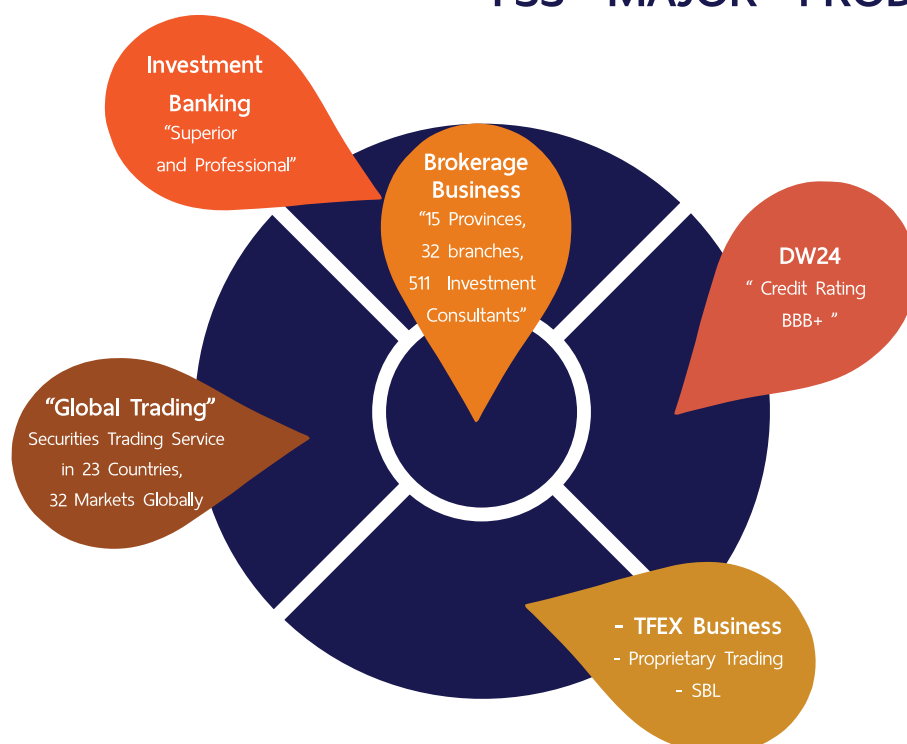 MAJOR
Investment
Banking
“Superior
and Professional”
Brokerage
Business
“15 Provinces,
32 branches,
511 Investment
Consultants”
DW24
“ Credit Rating
BBB+ ”
“Global Trading”
Securities Trading Service
in 23 Countries,
32 Markets Globally
- TFEX Business
- Proprietary Trading
- SBL